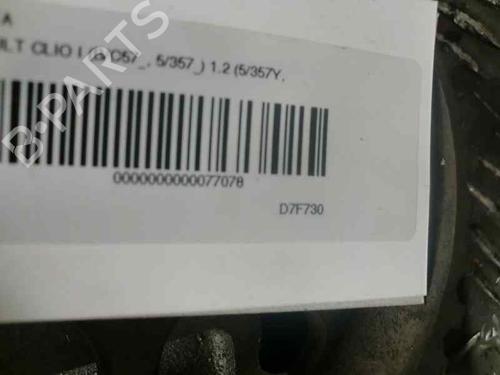 A
ULT CLIO I (B/C57_, 5/357_) 1.2 (5/357Y,
0000000000077078
D7F730
B-PARTS